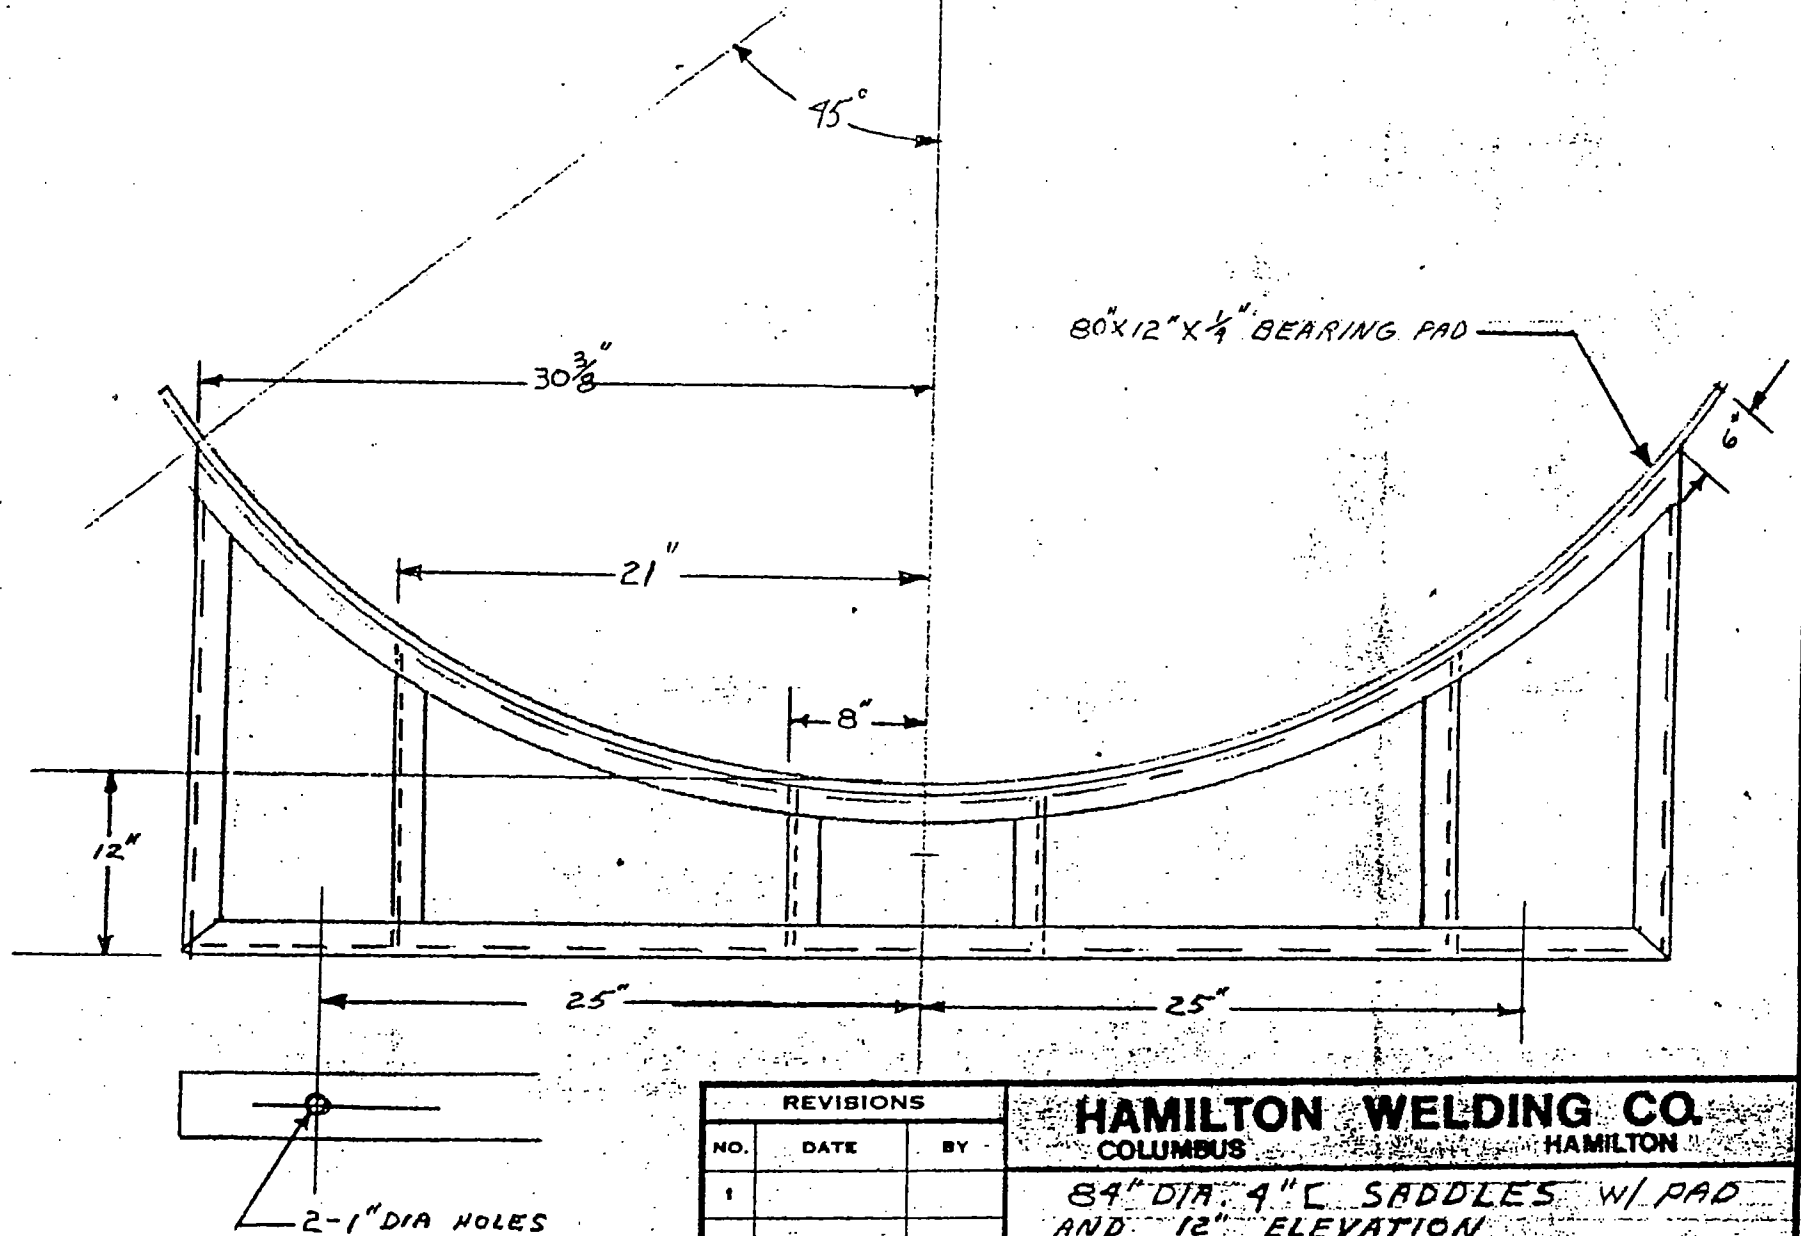 45°
80"X12"X1/4" BEARING PAD
30 3/8"
6"
21"
8"
12"
25"
25"
2-1" DIA HOLES
REVISIONS
NO. DATE BY
1
HAMILTON WELDING CO.
COLUMBUS HAMILTON
84" DIA. 4" [ SADDLES W/ PAD
AND 12" ELEVATION